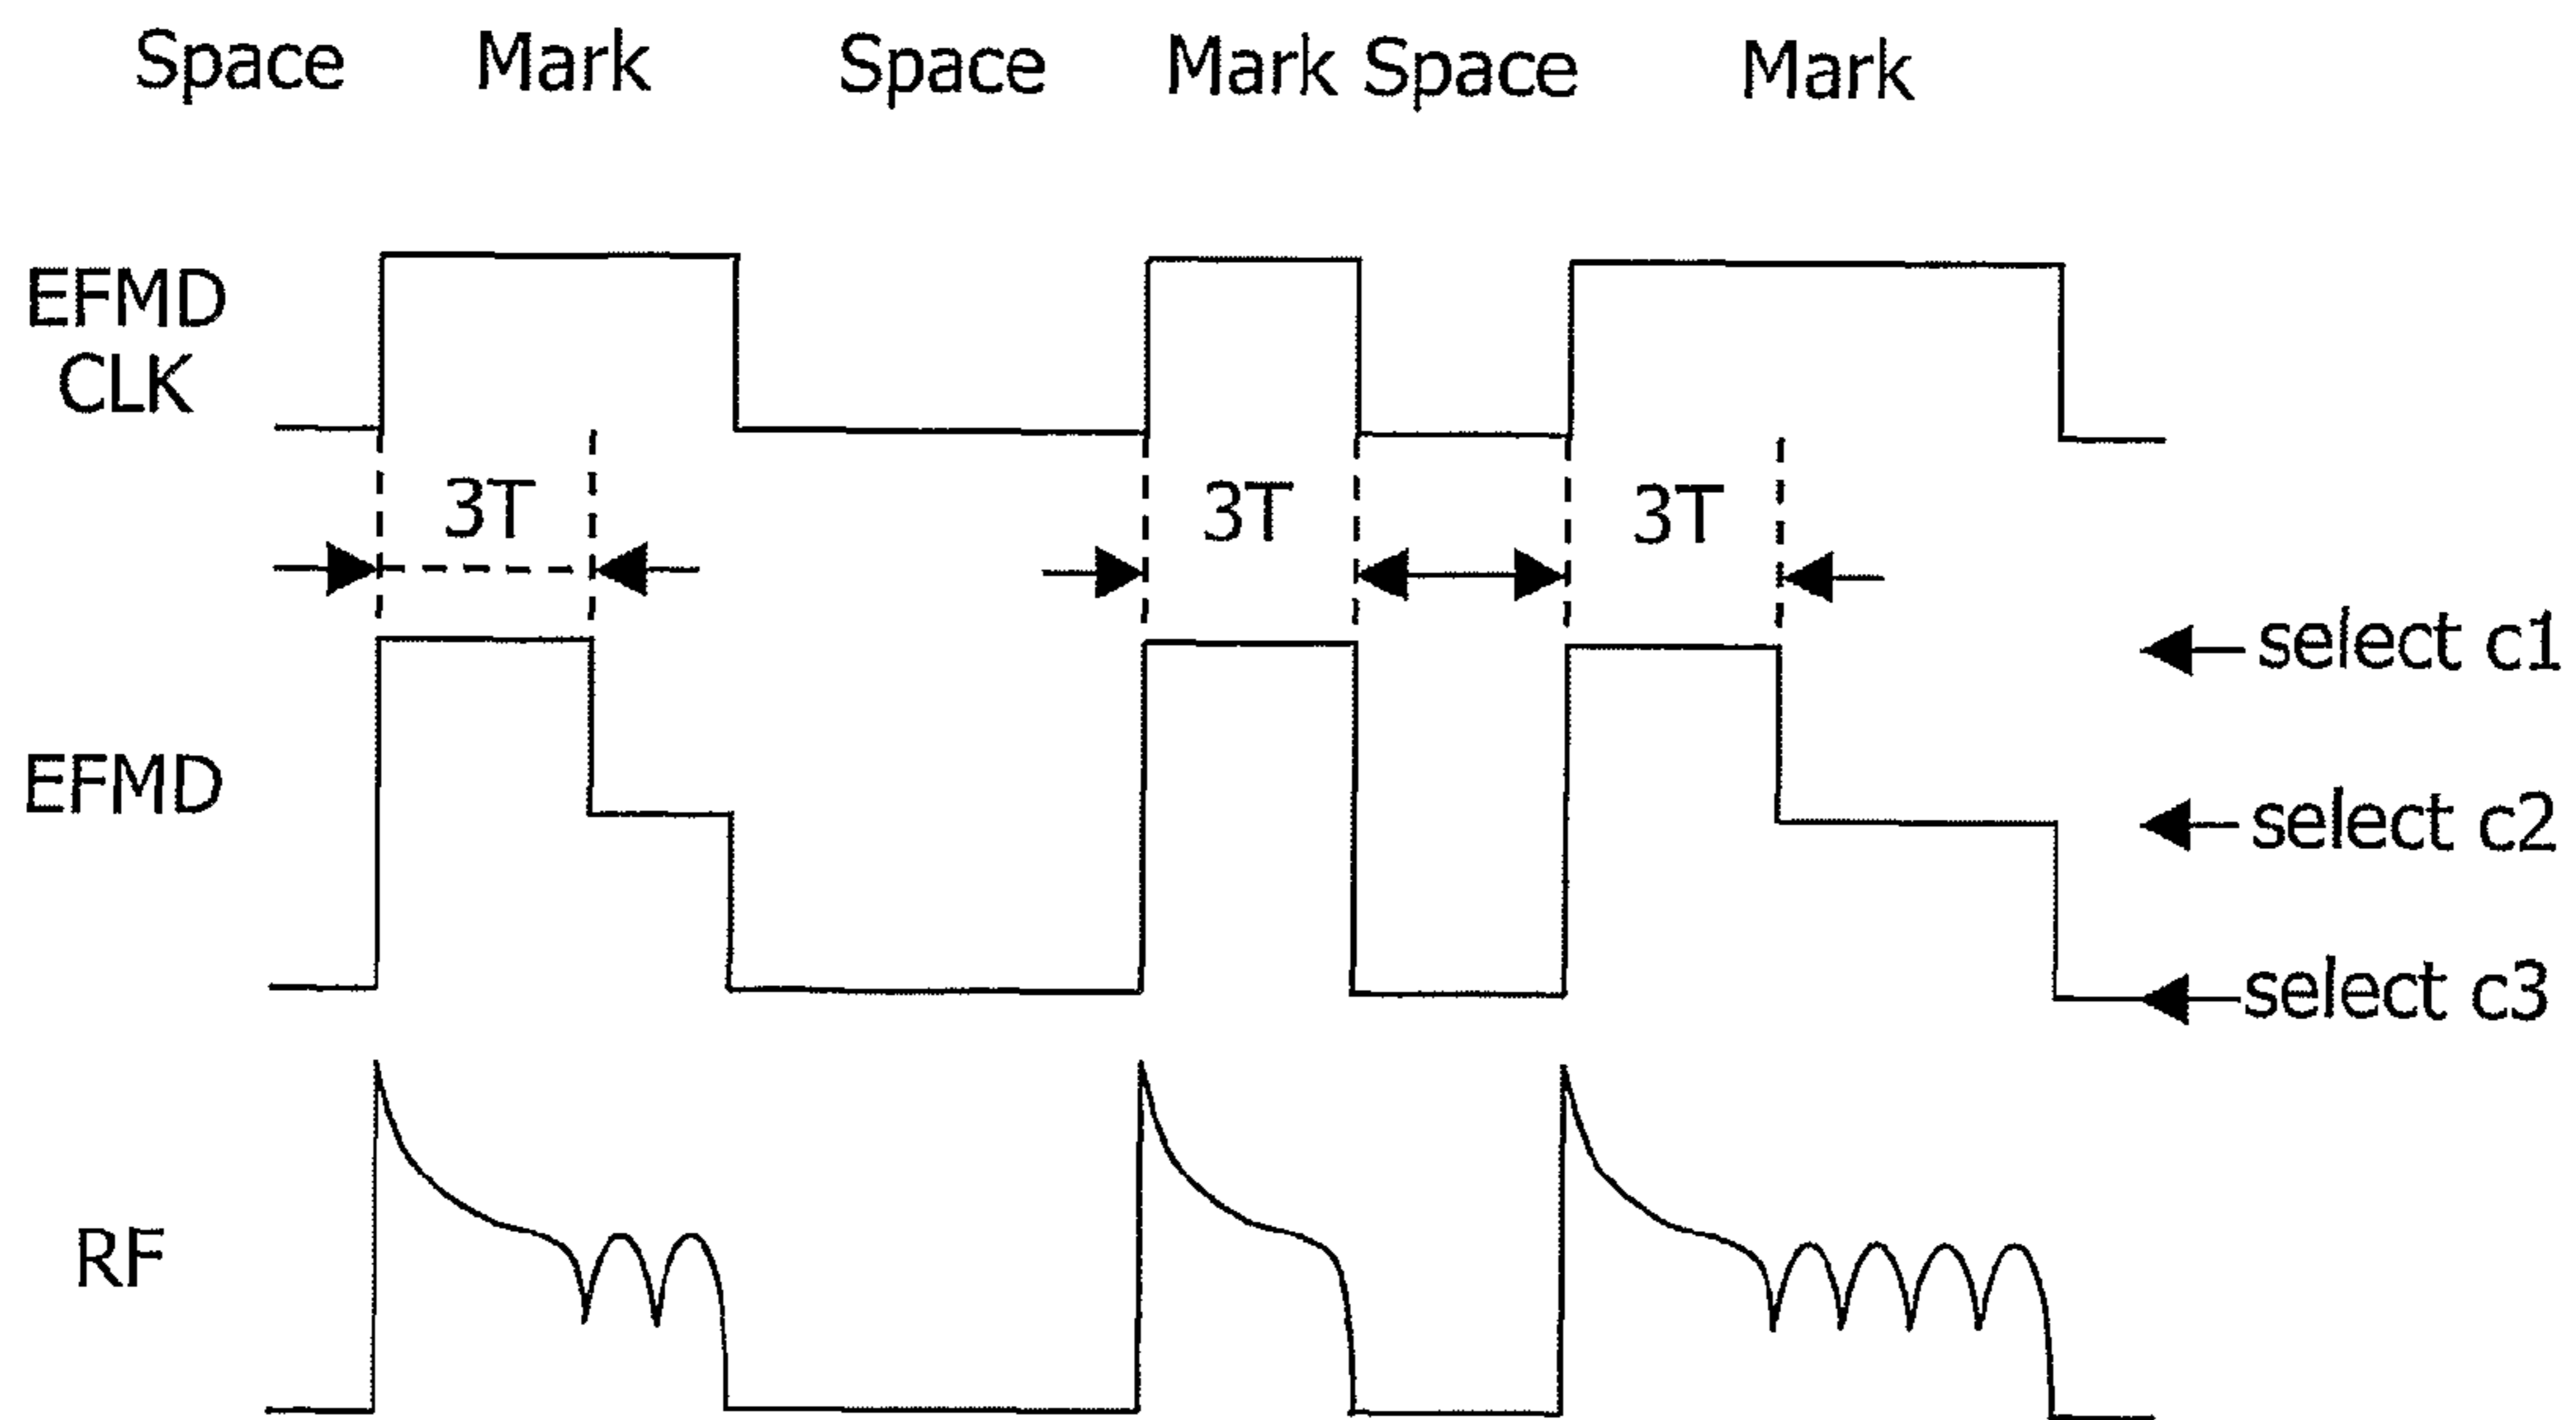 Space Mark Space Mark Space Mark
EFMD
CLK
3T 3T 3T
select c1
EFMD
select c2
select c3
RF